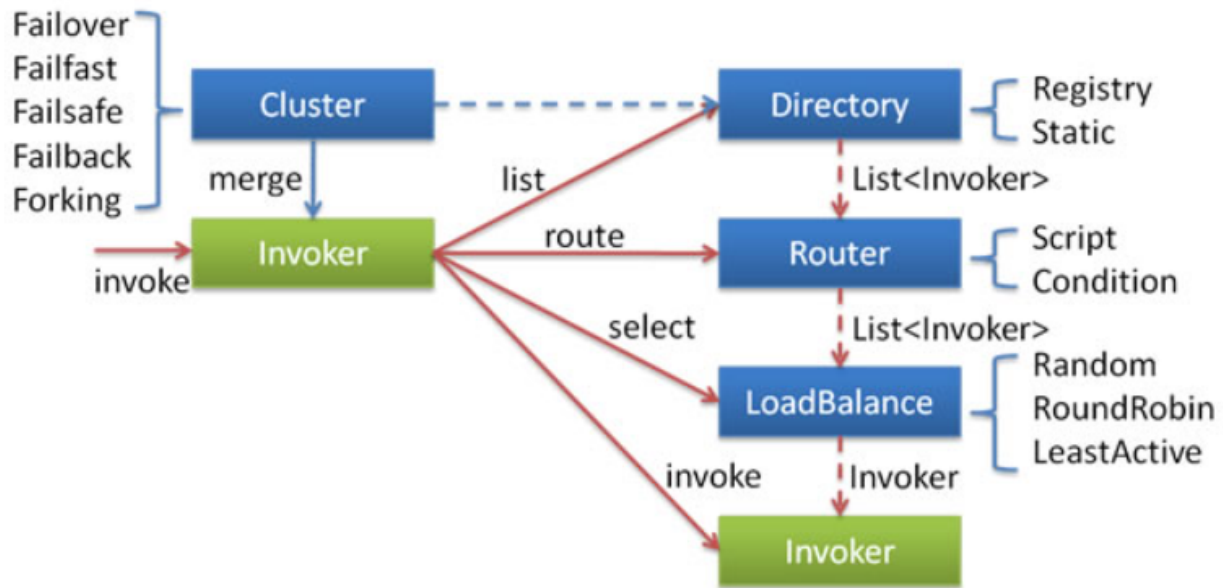 Failover
Failfast
Failsafe
Failback
Forking
Cluster
Directory
Registry
Static
merge
list
List<Invoker>
invoke
Invoker
route
Router
Script
Condition
select
List<Invoker>
LoadBalance
Random
RoundRobin
LeastActive
invoke
Invoker
Invoker